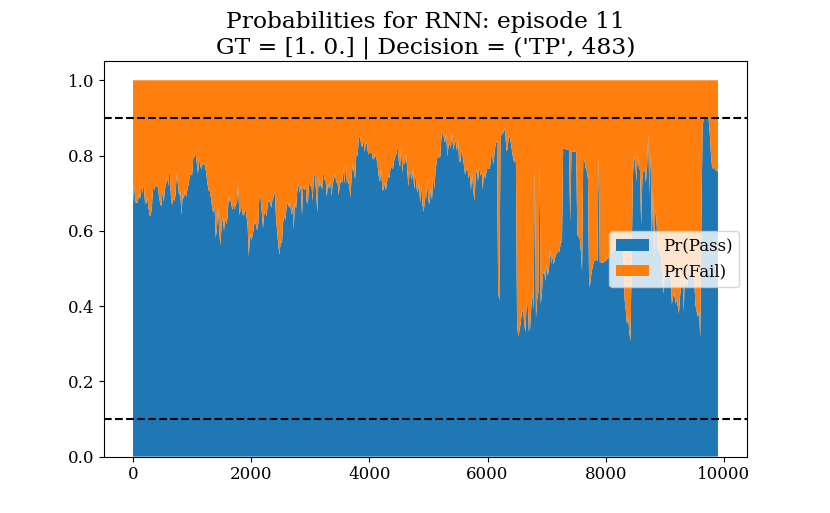 Probabilities for RNN: episode 11
GT = [1. 0.] | Decision = ('TP', 483)
1.0
0.8
0.6
0.4
0.2
0.0
Pr(Pass)
Pr(Fail)
0 2000 4000 6000 8000 10000